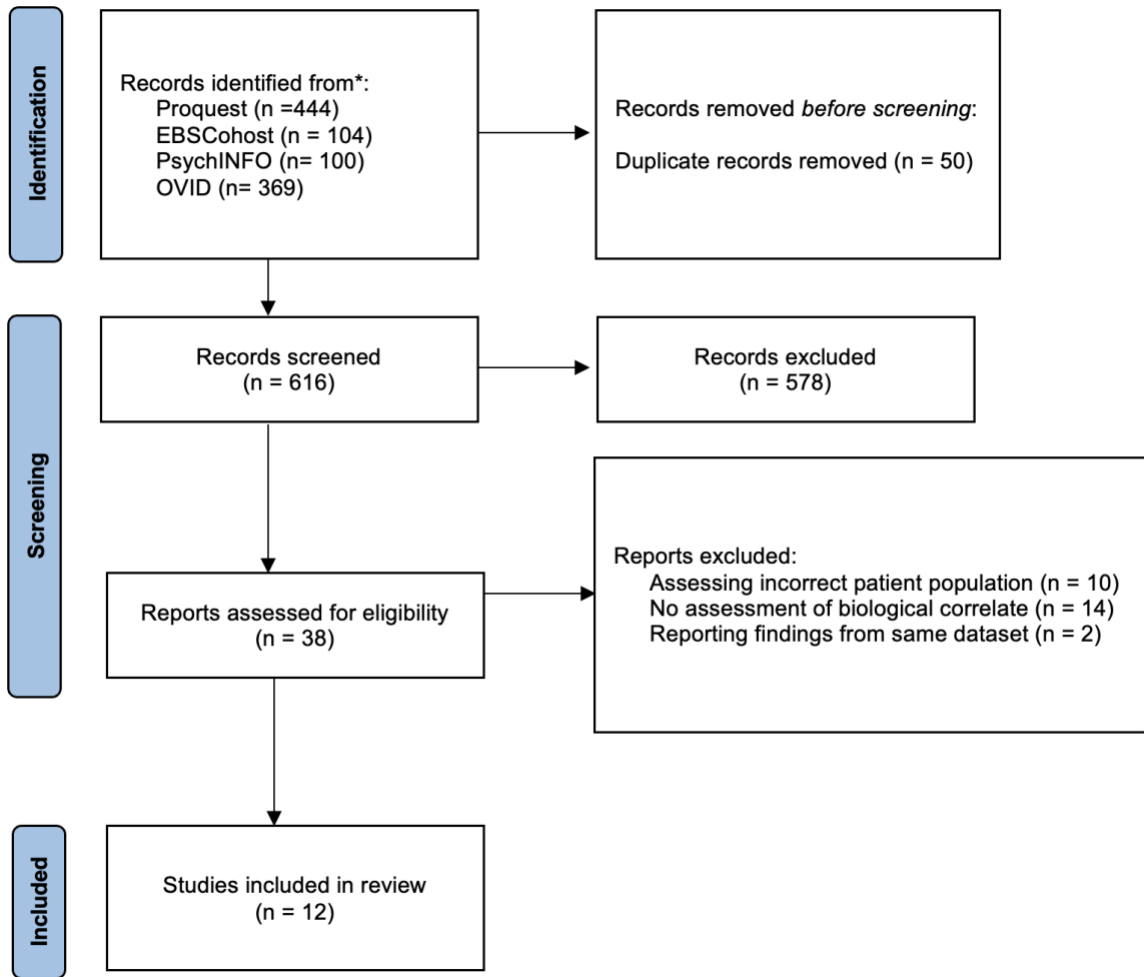 Identification
Records identified from*:
Proquest (n =444)
EBSCohost (n = 104)
PsychINFO (n= 100)
OVID (n= 369)
Records removed before screening:
Duplicate records removed (n = 50)
Screening
Records screened
(n = 616)
Records excluded
(n = 578)
Reports assessed for eligibility
(n = 38)
Reports excluded:
Assessing incorrect patient population (n = 10)
No assessment of biological correlate (n = 14)
Reporting findings from same dataset (n = 2)
Included
Studies included in review
(n = 12)